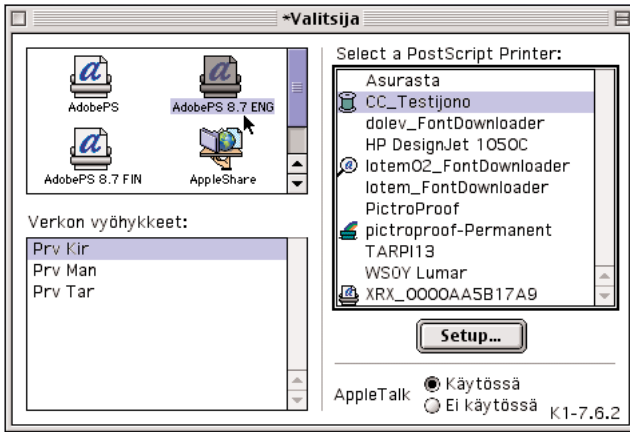 *Valitsija
AdobePS
AdobePS 8.7 ENG
AdobePS 8.7 FIN
AppleShare
Verkon vyöhykkeet:
Prv Kir
Prv Man
Prv Tar
Select a PostScript Printer:
Asurasta
CC_Testijono
dolev_FontDownloader
HP DesignJet 1050C
lotem02_FontDownloader
lotem_FontDownloader
PictroProof
pictroproof-Permanent
TARPI13
WSOY Lumar
XRX_0000AA5B17A9
Setup...
AppleTalk
Käytössä
Ei käytössä
K1-7.6.2